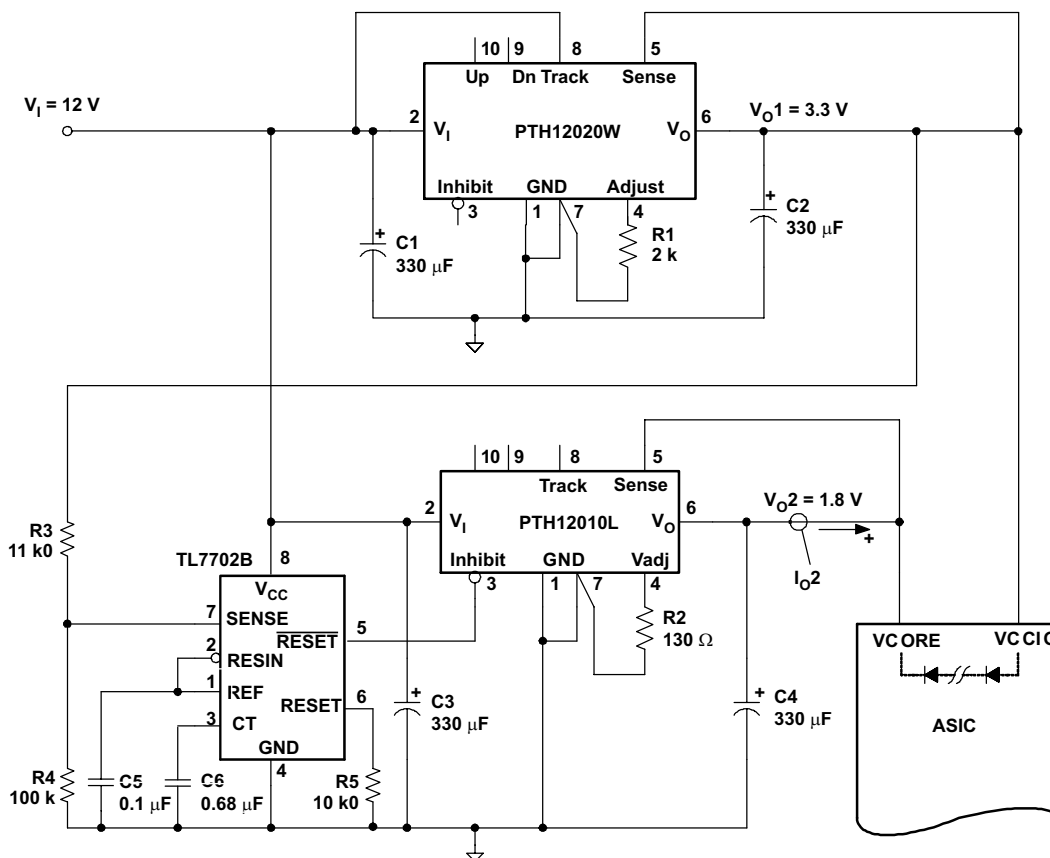 10 9 8 5
Up Dn Track Sense
V_I = 12 V
2 V_I PTH12020W V_O 6
V_O1 = 3.3 V
Inhibit GND Adjust
3 1 7 4
+ C1
330 μF
R1
2 k
+ C2
330 μF
10 9 8 5
Track Sense
2 V_I PTH12010L V_O 6
V_O2 = 1.8 V
+
I_O2
Inhibit GND Vadj
3 1 7 4
R2
130 Ω
R3
11 k0
TL7702B 8
V_CC
7 SENSE
RESET 5
2 RESIN
1 REF
RESET 6
3 CT
GND
4
R4
100 k
C5
0.1 μF
C6
0.68 μF
R5
10 k0
+ C3
330 μF
+ C4
330 μF
VCORE VCCIO
ASIC